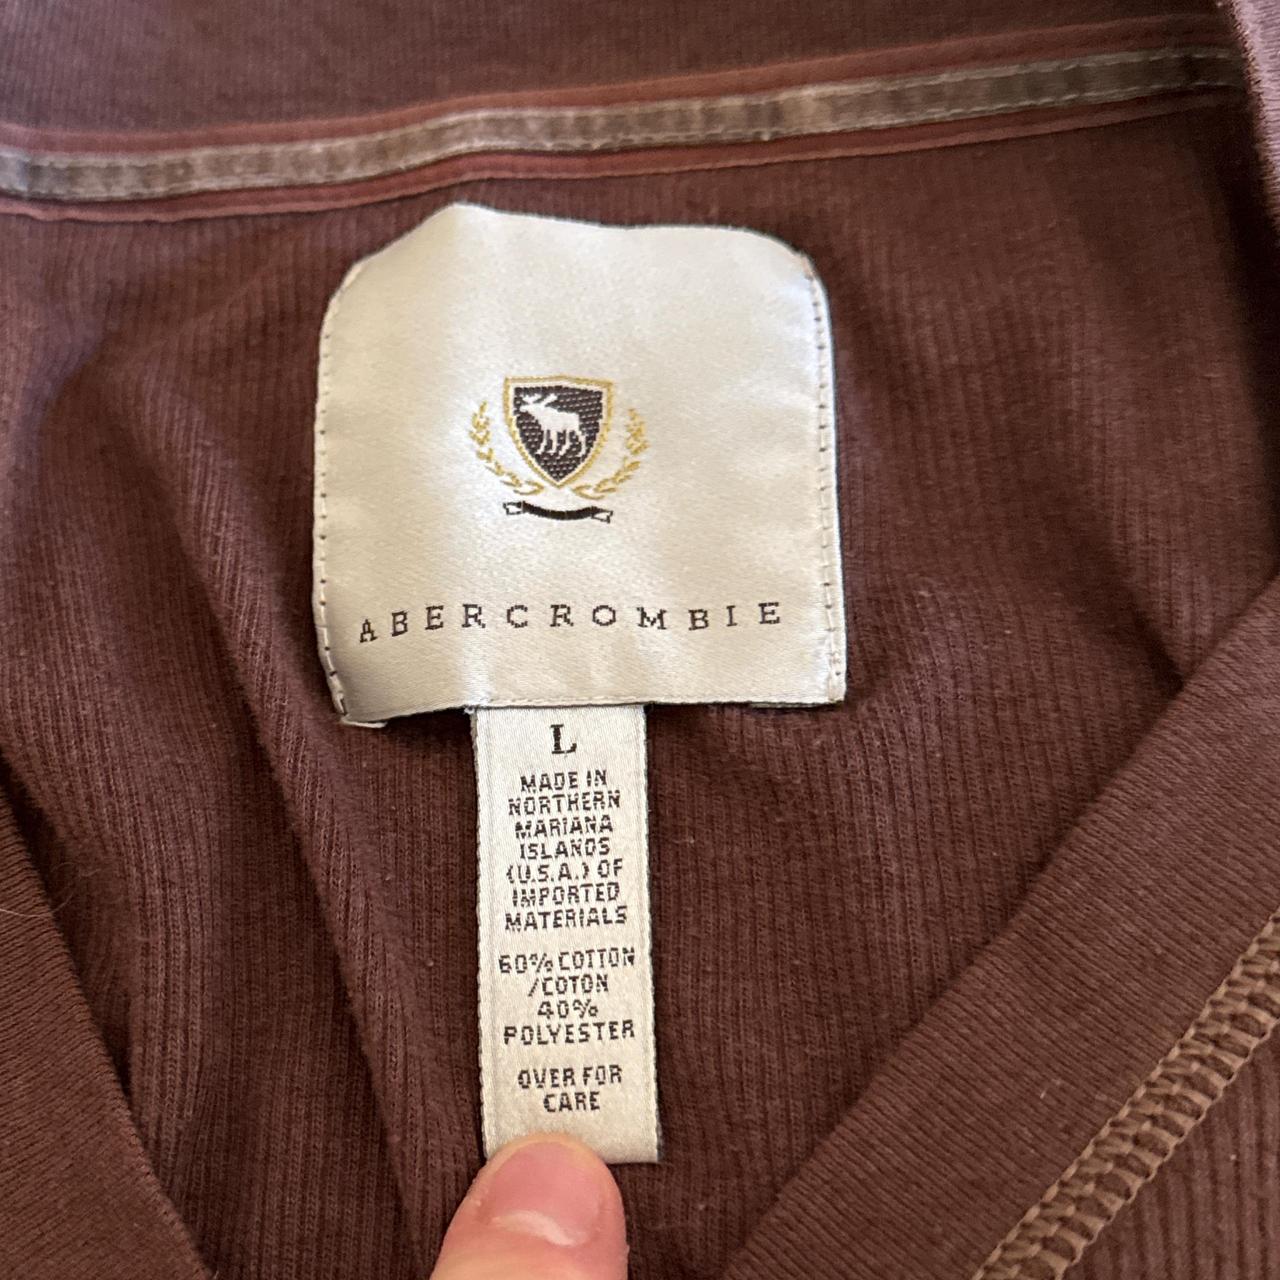 ABERCROMBIE
L
MADE IN
NORTHERN
MARIANA
ISLANDS
(U.S.A.) OF
IMPORTED
MATERIALS
60% COTTON
/COTON
40%
POLYESTER
OVER FOR
CARE